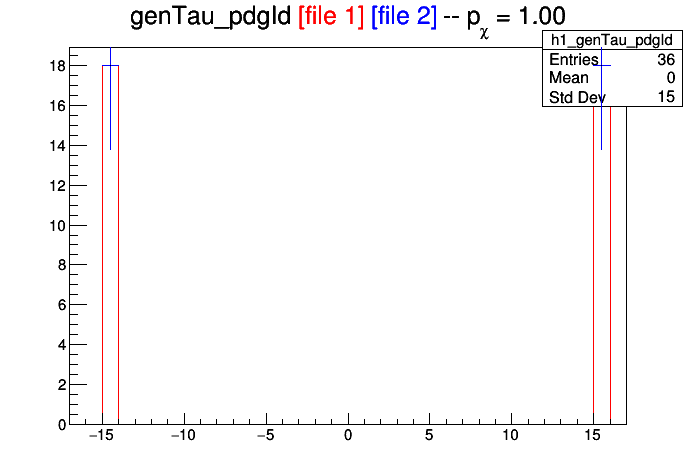 genTau_pdgId [file 1] [file 2] -- pχ = 1.00
h1_genTau_pdgId
Entries 36
Mean 0
Std Dev 15
18
16
14
12
10
8
6
4
2
0
−15 −10 −5 0 5 10 15